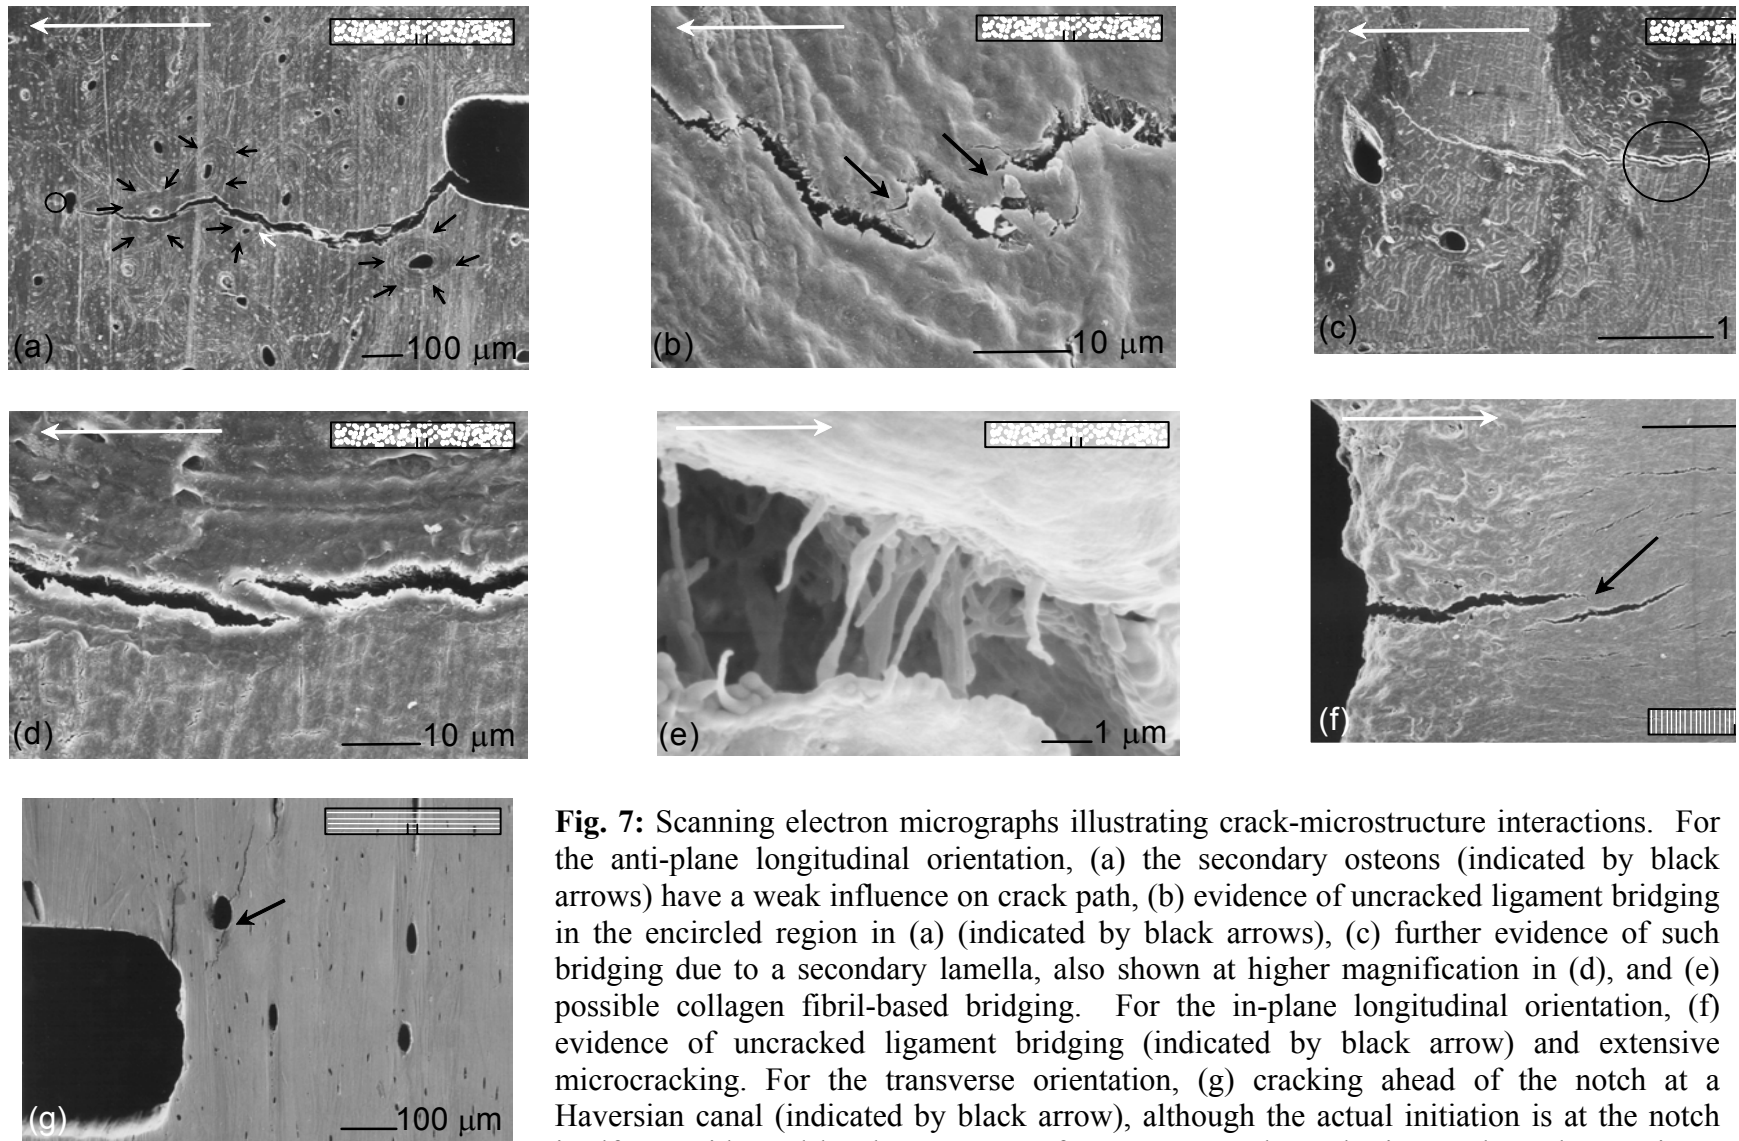 (a)
100 μm
(b)
10 μm
(c)
1
(d)
10 μm
(e)
1 μm
(f)
(g)
100 μm
Fig. 7: Scanning electron micrographs illustrating crack-microstructure interactions. For
the anti-plane longitudinal orientation, (a) the secondary osteons (indicated by black
arrows) have a weak influence on crack path, (b) evidence of uncracked ligament bridging
in the encircled region in (a) (indicated by black arrows), (c) further evidence of such
bridging due to a secondary lamella, also shown at higher magnification in (d), and (e)
possible collagen fibril-based bridging. For the in-plane longitudinal orientation, (f)
evidence of uncracked ligament bridging (indicated by black arrow) and extensive
microcracking. For the transverse orientation, (g) cracking ahead of the notch at a
Haversian canal (indicated by black arrow), although the actual initiation is at the notch